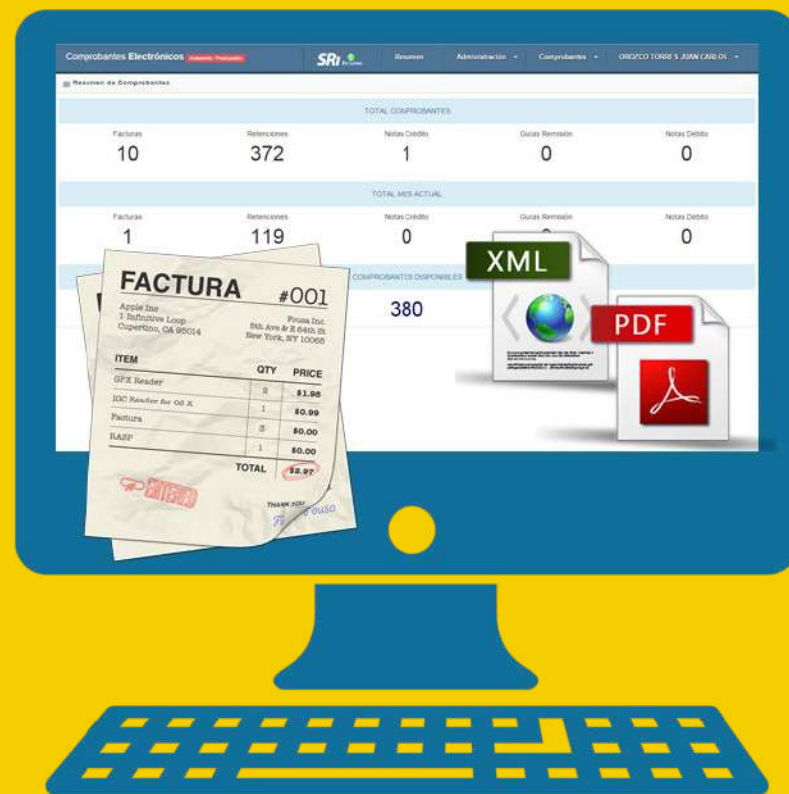 Comprobantes Electrónicos
SRi
Resumen
Administración
Comprobantes
OROZCO TORRES JUAN CARLOS
Resumen de Comprobantes
TOTAL COMPROBANTES
Facturas Retenciones Notas Crédito Guías Remisión Notas Débito
10 372 1 0 0
TOTAL MES ACTUAL
Facturas Retenciones Notas Crédito Guías Remisión Notas Débito
1 119 0 0
COMPROBANTES DISPONIBLES
380
XML
PDF
FACTURA #001
Apple Inc
1 Infinitive Loop
Cupertino, CA 95014
Fousa Inc.
5th Ave & E 64th St
New York, NY 10065
ITEM QTY PRICE
GPX Reader 2 $1.98
IGC Reader for OS X 1 $0.99
Factura 3 $0.00
RASP 1 $0.00
TOTAL $2.97
THANK YOU